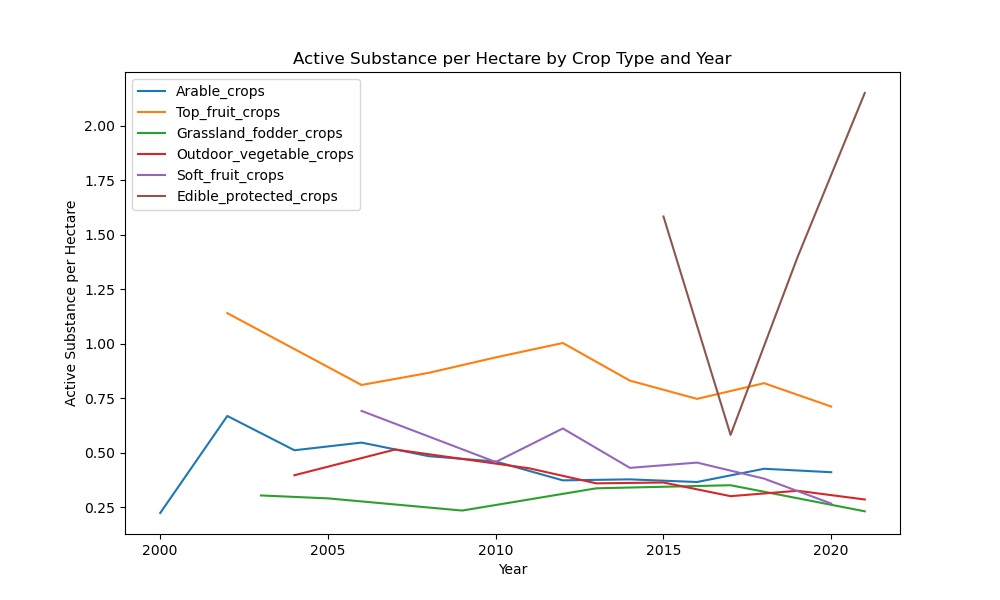 Active Substance per Hectare by Crop Type and Year
Arable_crops
Top_fruit_crops
Grassland_fodder_crops
Outdoor_vegetable_crops
Soft_fruit_crops
Edible_protected_crops
Active Substance per Hectare
2.00
1.75
1.50
1.25
1.00
0.75
0.50
0.25
2000 2005 2010 2015 2020
Year